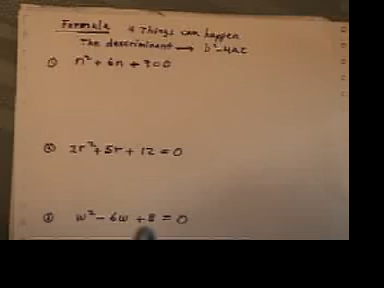 Formula 4 Things can happen
The descriminant → b²-4ac
① n² + 6n + 9=0
② 2r²+5r+12=0
③ w²-6w+8=0